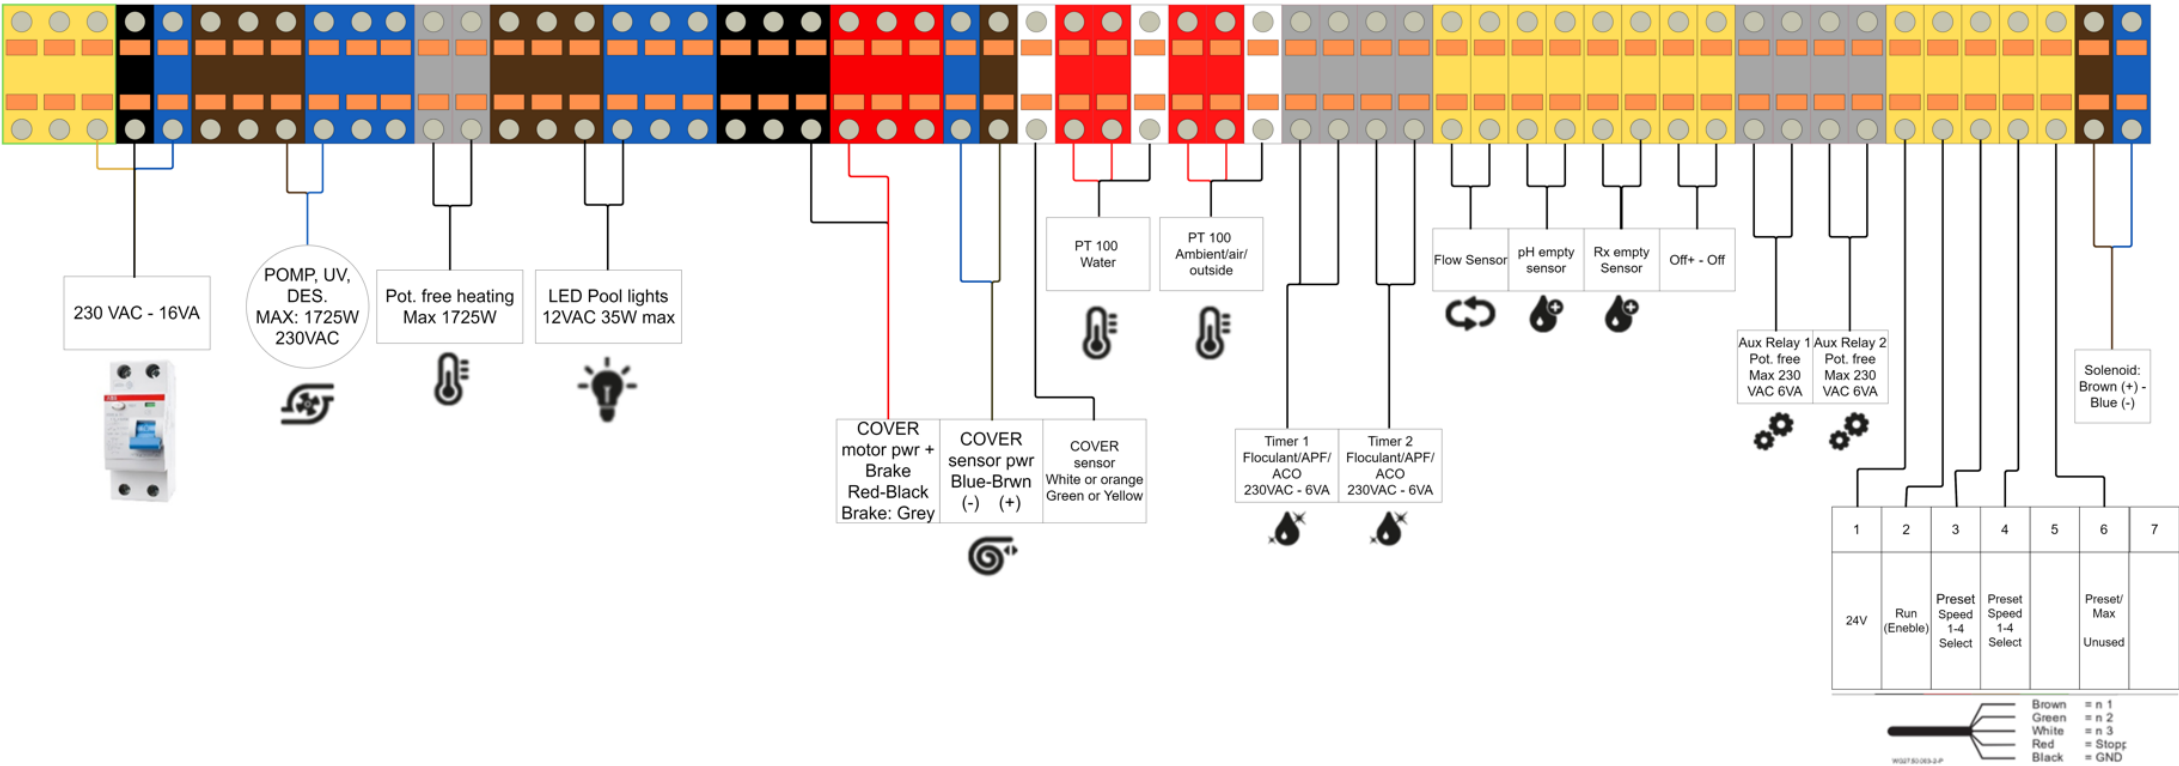 230 VAC - 16VA
POMP, UV,
DES.
MAX: 1725W
230VAC
Pot. free heating
Max 1725W
LED Pool lights
12VAC 35W max
COVER
motor pwr +
Brake
Red-Black
Brake: Grey
COVER
sensor pwr
Blue-Brwn
(-) (+)
COVER
sensor
White or orange
Green or Yellow
PT 100
Water
PT 100
Ambient/air/
outside
Timer 1
Floculant/APF/
ACO
230VAC - 6VA
Timer 2
Floculant/APF/
ACO
230VAC - 6VA
Flow Sensor
pH empty
sensor
Rx empty
Sensor
Off+ - Off
Aux Relay 1
Pot. free
Max 230
VAC 6VA
Aux Relay 2
Pot. free
Max 230
VAC 6VA
Solenoid:
Brown (+) -
Blue (-)
1 2 3 4 5 6 7
24V
Run
(Eneble)
Preset
Speed
1-4
Select
Preset
Speed
1-4
Select
Preset/
Max
Unused
Brown = n 1
Green = n 2
White = n 3
Red = Stopp
Black = GND